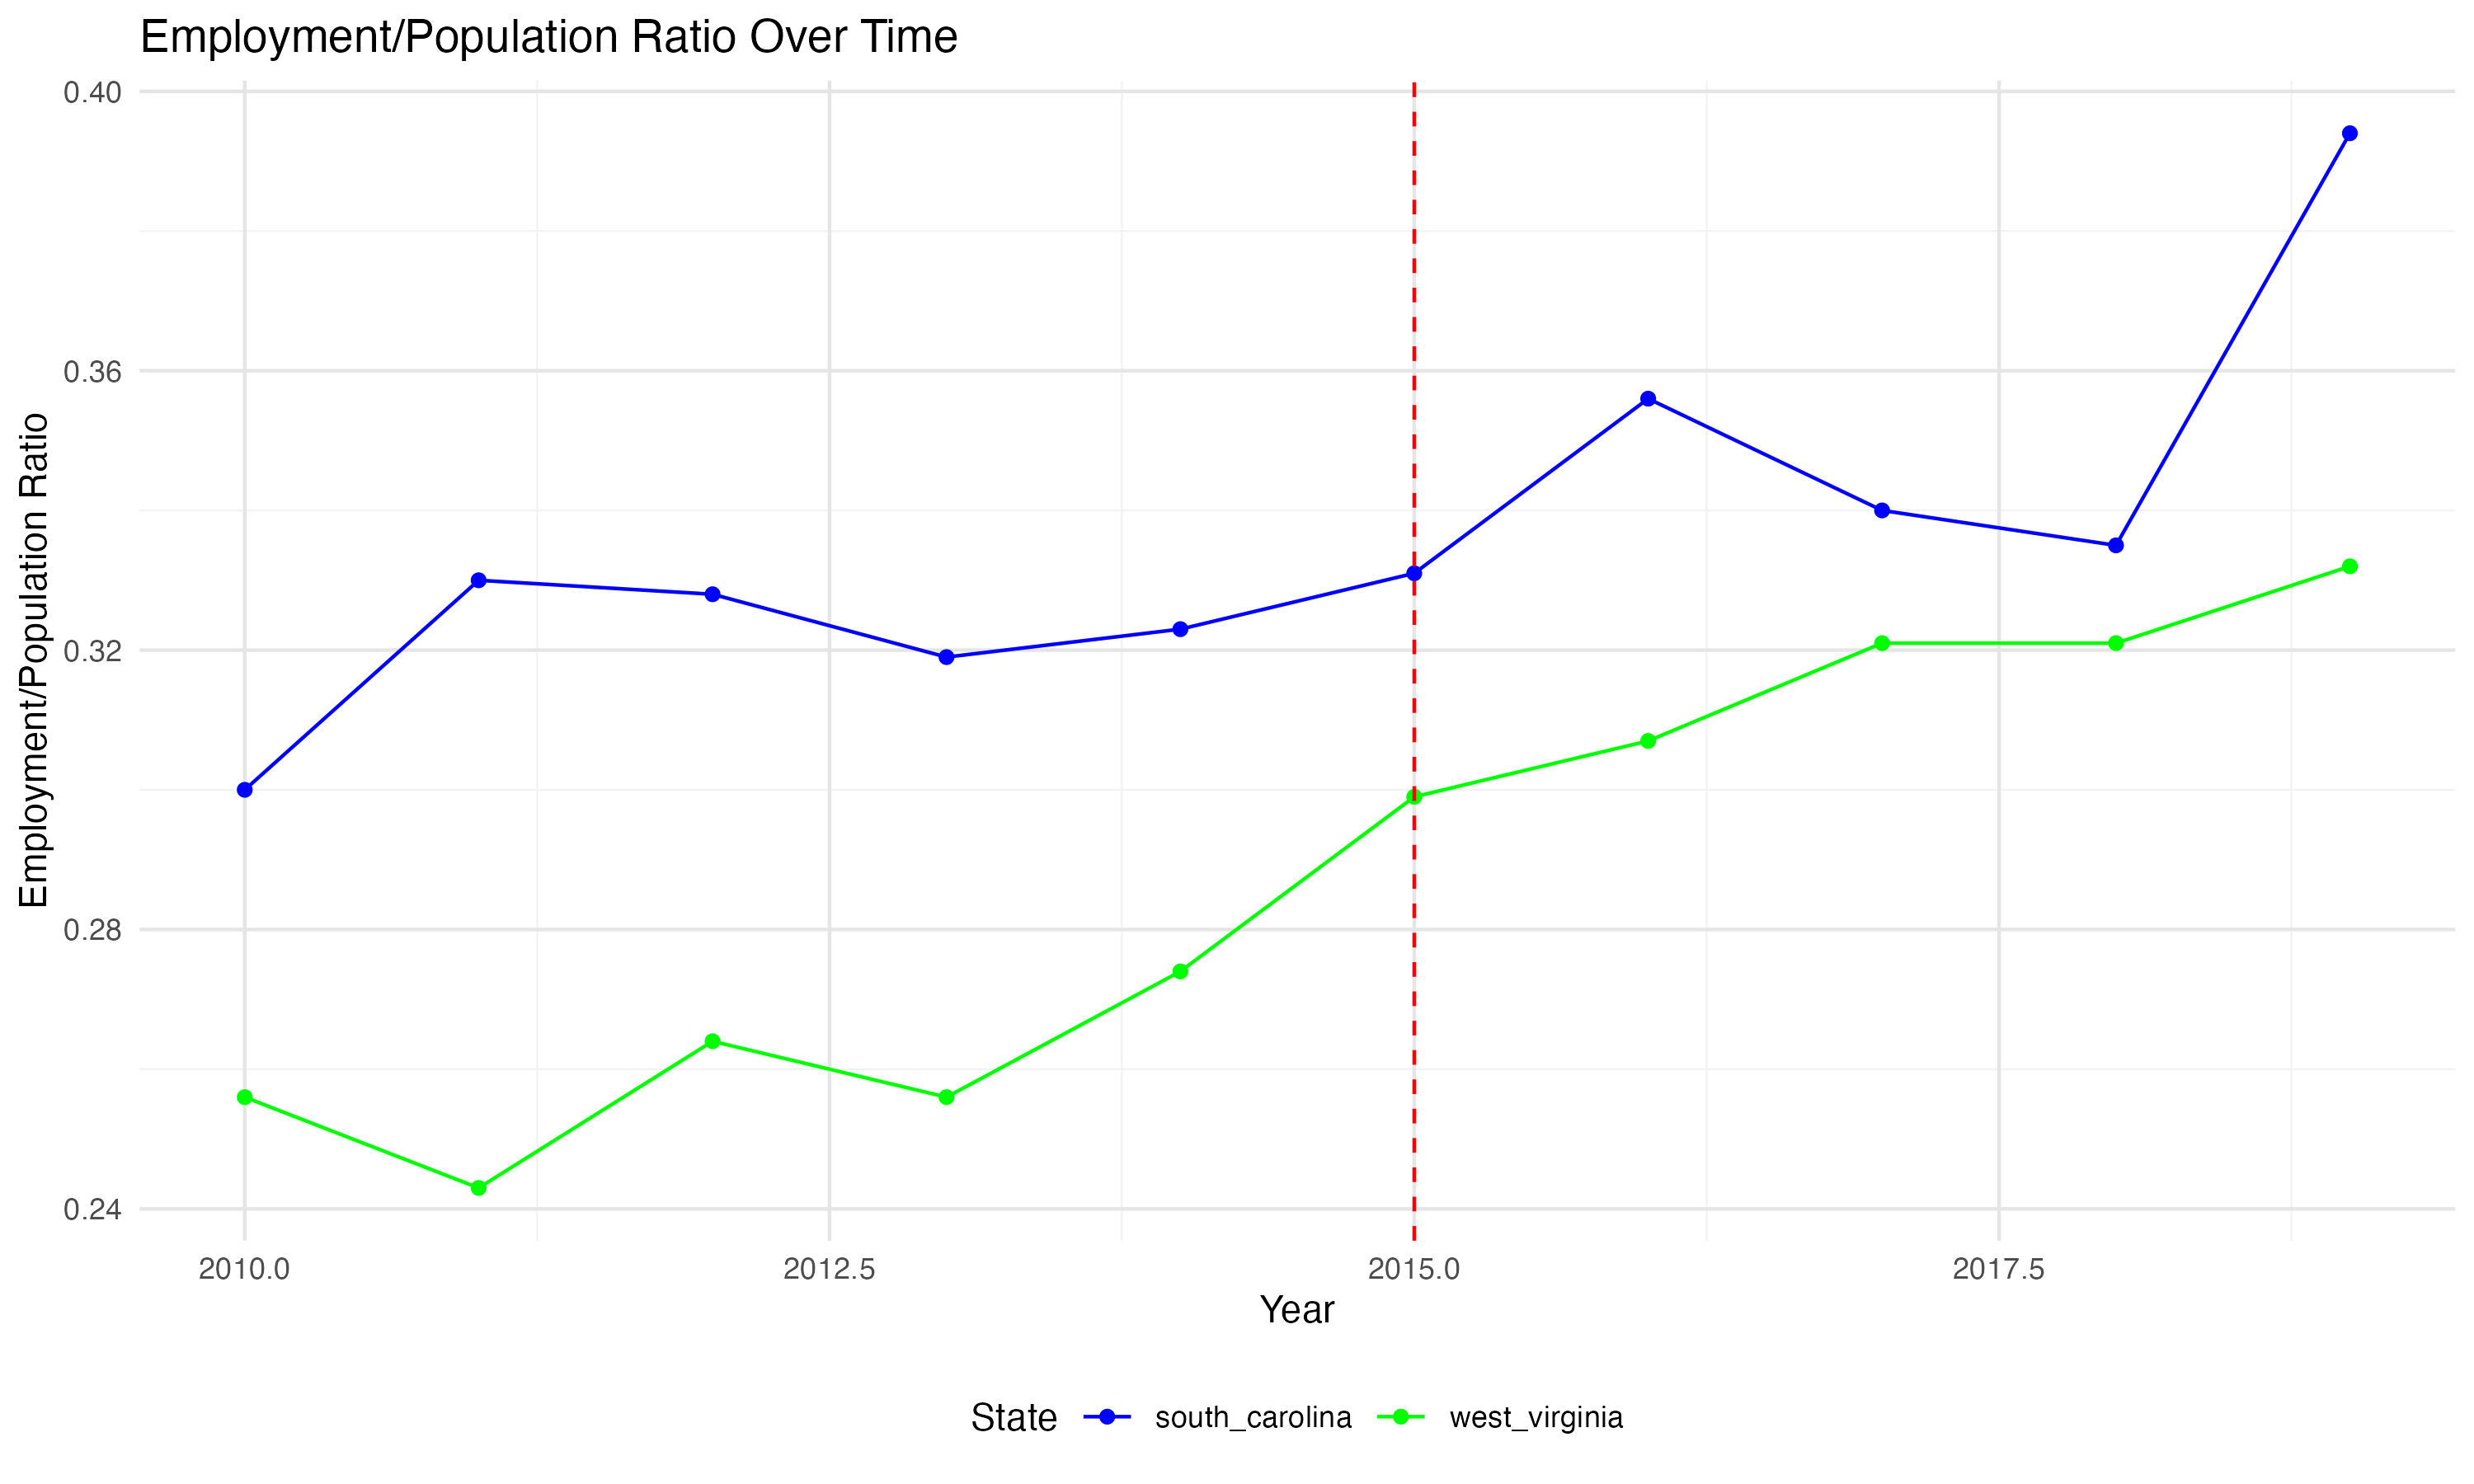 Employment/Population Ratio Over Time
Employment/Population Ratio
0.40
0.36
0.32
0.28
0.24
2010.0 2012.5 2015.0 2017.5
Year
State south_carolina west_virginia